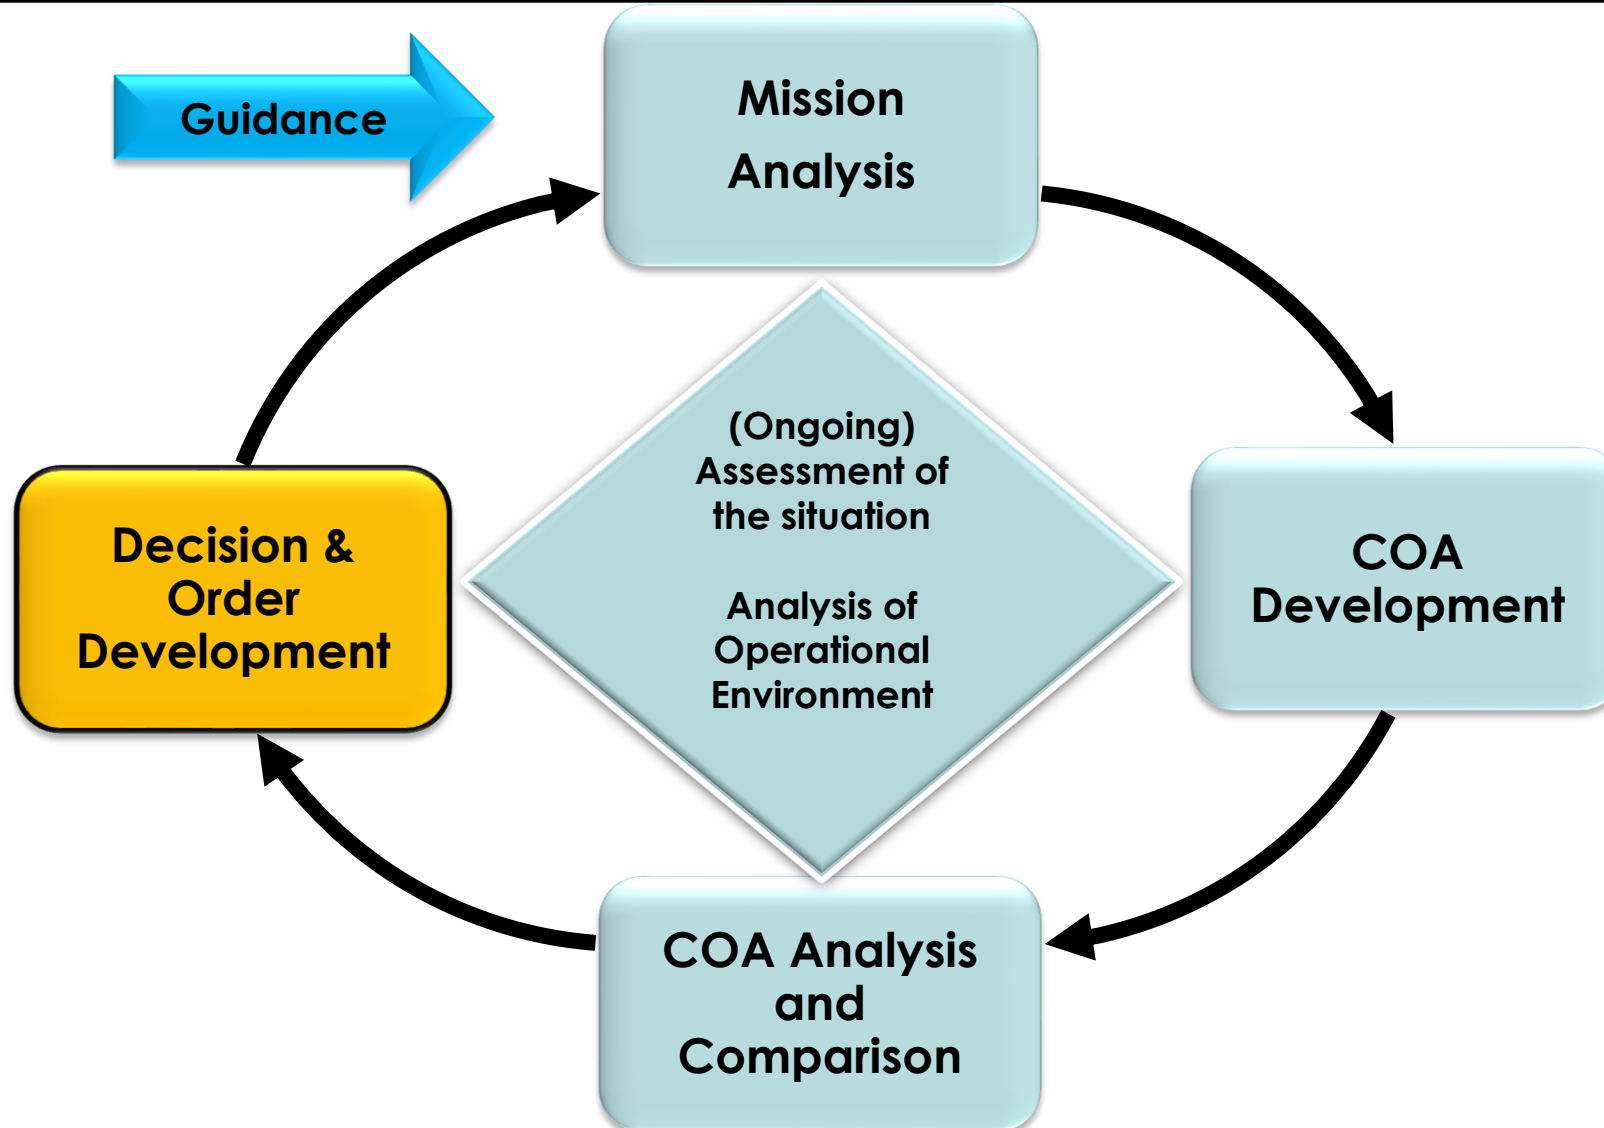 Guidance
Mission
Analysis
(Ongoing)
Assessment of
the situation
Analysis of
Operational
Environment
Decision &
Order
Development
COA
Development
COA Analysis
and
Comparison